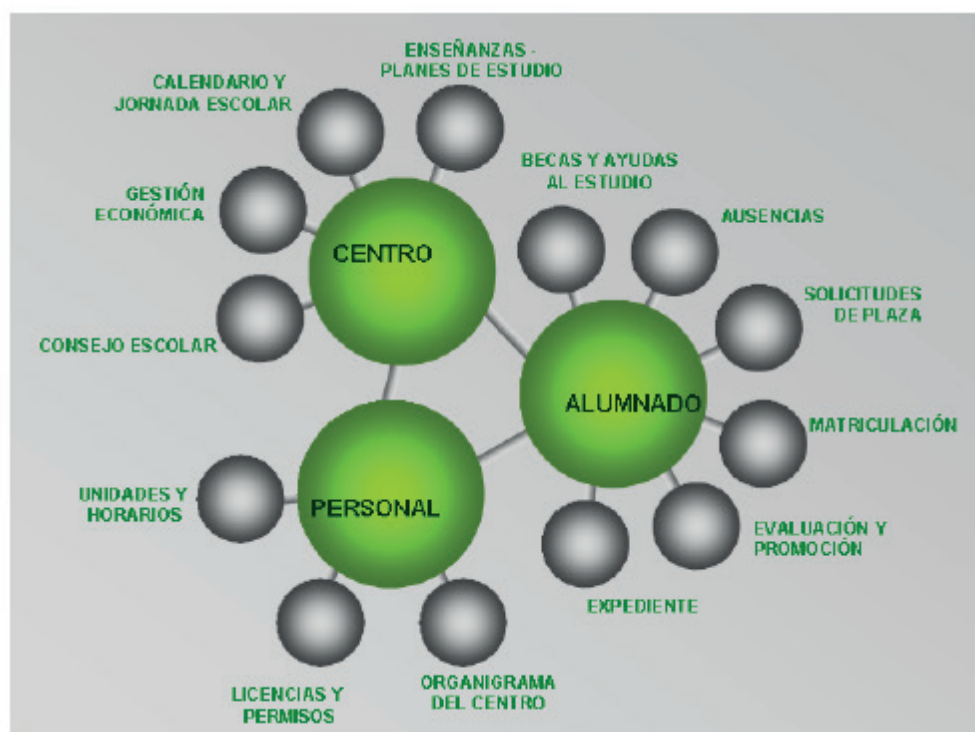 ENSEÑANZAS -
PLANES DE ESTUDIO
CALENDARIO Y
JORNADA ESCOLAR
BECAS Y AYUDAS
AL ESTUDIO
GESTIÓN
ECONÓMICA
AUSENCIAS
CENTRO
SOLICITUDES
DE PLAZA
CONSEJO ESCOLAR
ALUMNADO
MATRICULACIÓN
UNIDADES Y
HORARIOS
PERSONAL
EVALUACIÓN Y
PROMOCIÓN
EXPEDIENTE
LICENCIAS Y
PERMISOS
ORGANIGRAMA
DEL CENTRO